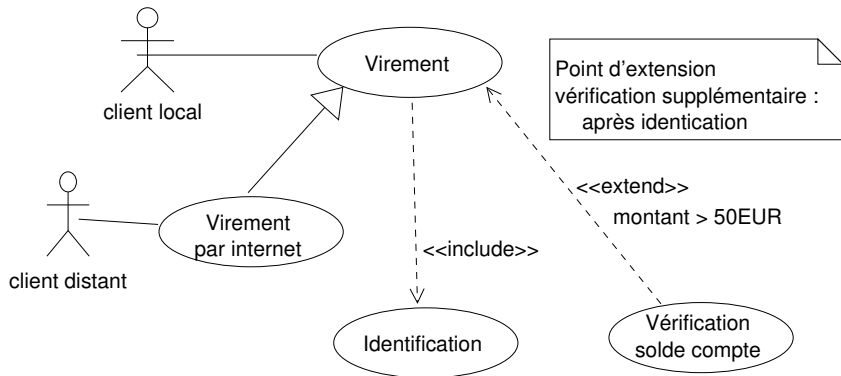 Virement
client local
Point d'extension
vérification supplémentaire :
après identication
<<extend>>
montant > 50EUR
Virement
par internet
client distant
<<include>>
Identification
Vérification
solde compte